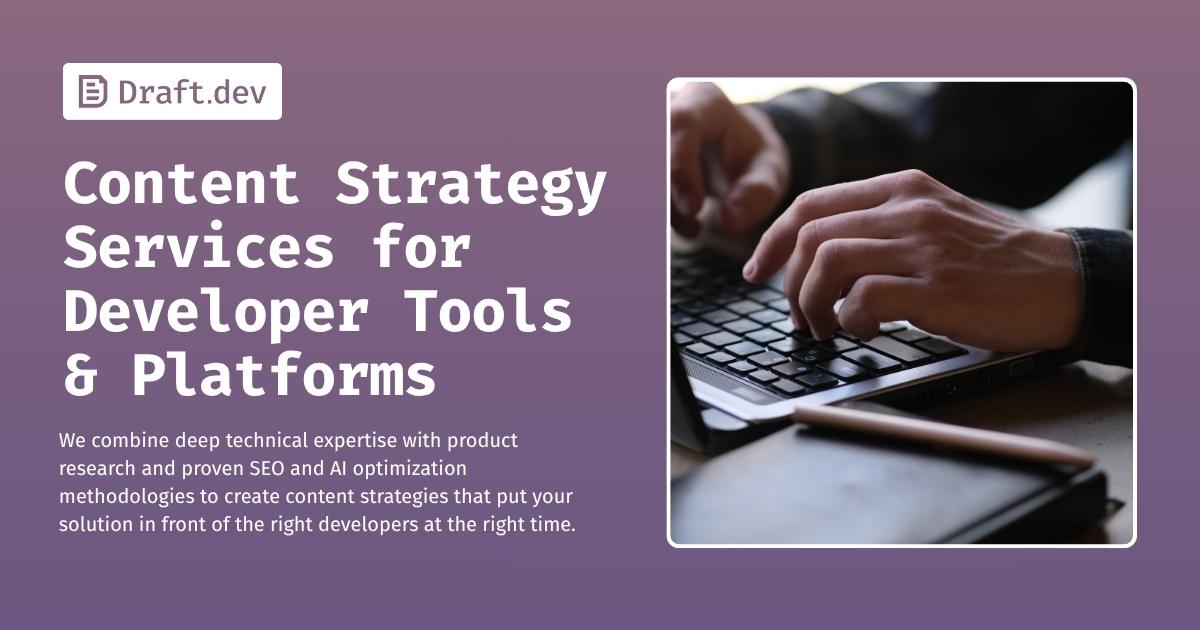 Draft.dev
Content Strategy
Services for
Developer Tools
& Platforms
We combine deep technical expertise with product
research and proven SEO and AI optimization
methodologies to create content strategies that put your
solution in front of the right developers at the right time.